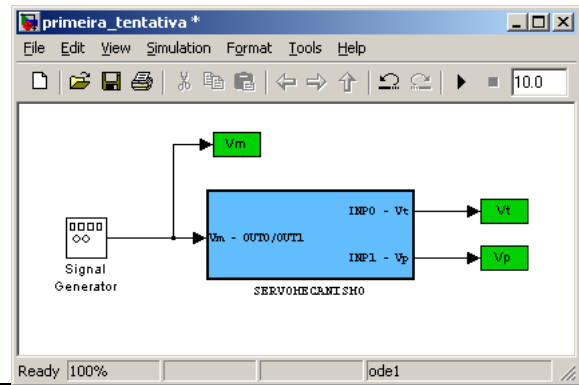 primeira_tentativa *
File Edit View Simulation Format Tools Help
10.0
Vm
INP0 - Vt
Vt
Vm - OUT0/OUT1
INP1 - Vp
Vp
Signal
Generator
SERVOMECANISMO
Ready 100% ode1